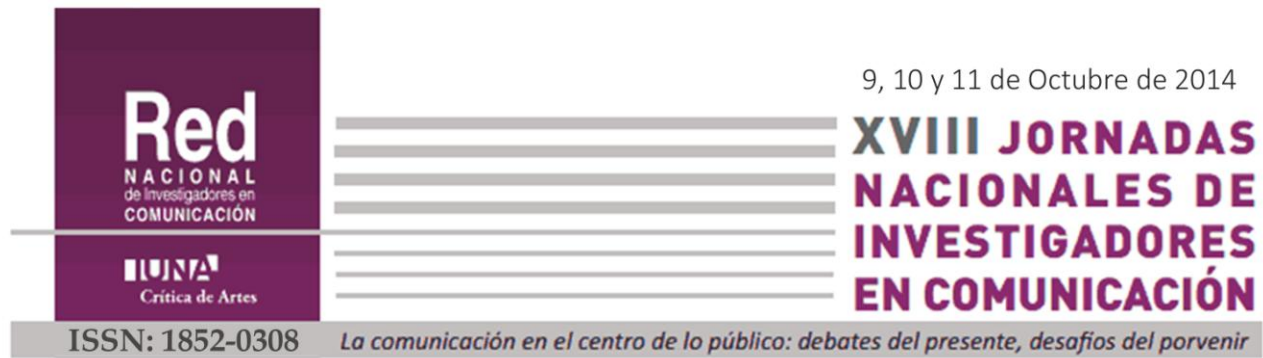 Red
NACIONAL
de Investigadores en
COMUNICACIÓN
IUNA
Crítica de Artes
9, 10 y 11 de Octubre de 2014
XVIII JORNADAS
NACIONALES DE
INVESTIGADORES
EN COMUNICACIÓN
ISSN: 1852-0308
La comunicación en el centro de lo público: debates del presente, desafíos del porvenir